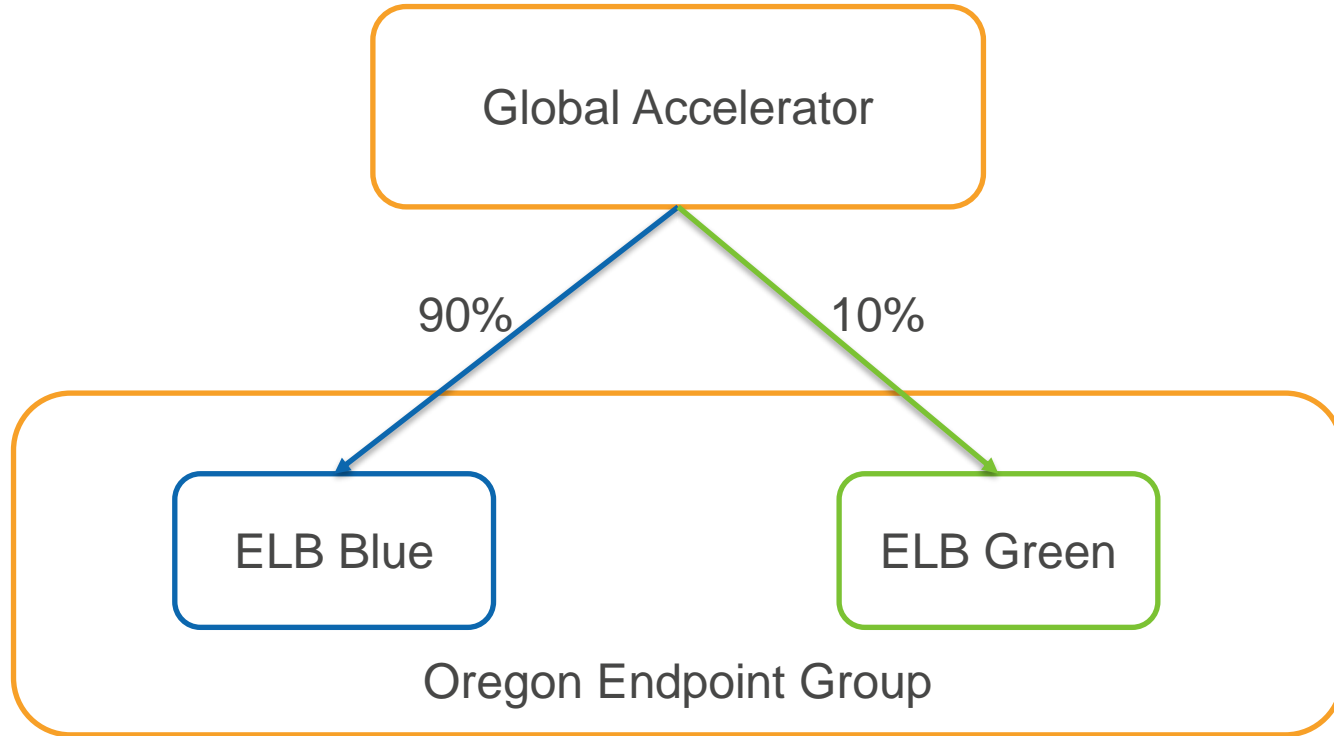 Global Accelerator
90%
10%
ELB Blue
ELB Green
Oregon Endpoint Group